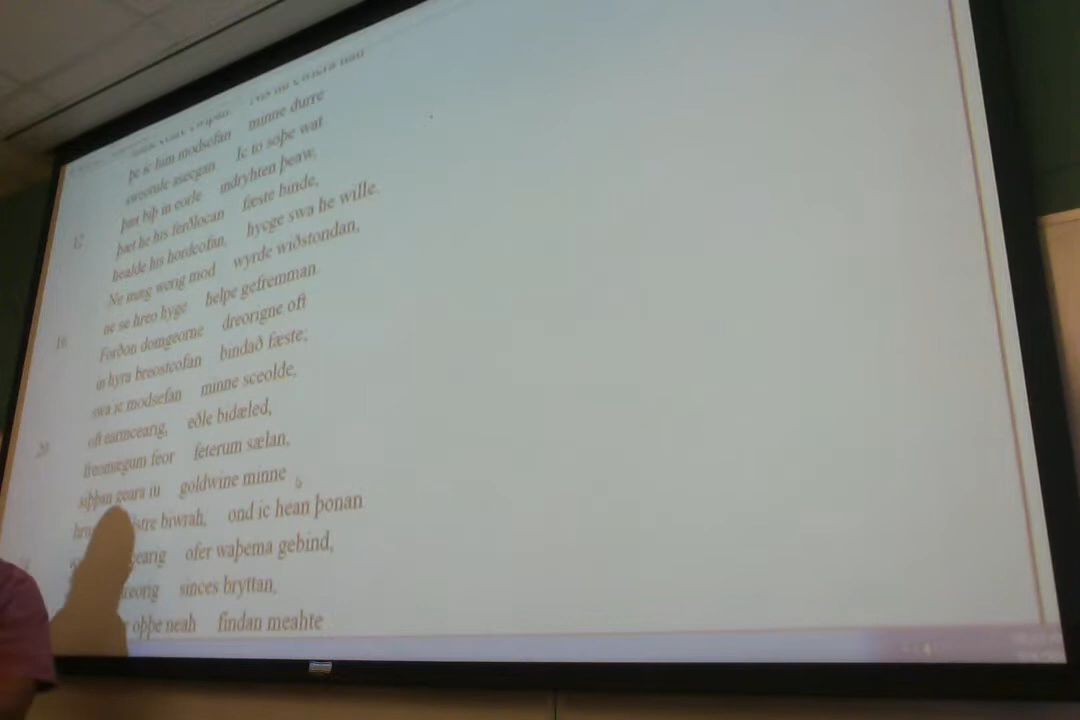 þe ic him modsefan minne durre
sweotule asecgan Ic to soþe wat
þæt biþ in eorle indryhten þeaw,
12 þæt he his ferðlocan fæste binde,
healde his hordcofan, hycge swa he wille.
Ne mæg werig mod wyrde wiðstondan,
ne se hreo hyge helpe gefremman.
16 Forðon domgeorne dreorigne oft
in hyra breostcofan bindað fæste;
swa ic modsefan minne sceolde,
oft earmcearig, eðle bidæled,
20 freomægum feor feterum sælan,
siþþan geara iu goldwine minne
biwrah, ond ic hean þonan
ofer waþema gebind,
sinces bryttan,
oþþe neah findan meahte